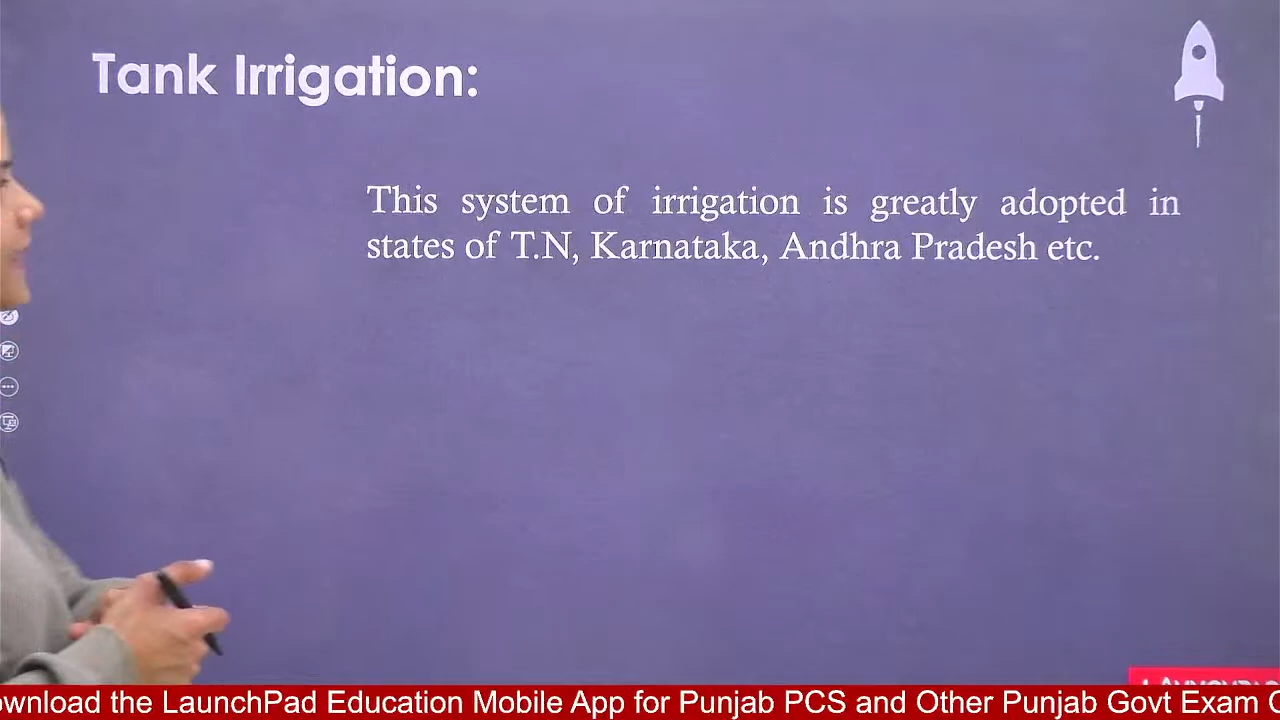 Tank Irrigation:
This system of irrigation is greatly adopted in
states of T.N, Karnataka, Andhra Pradesh etc.
ownload the LaunchPad Education Mobile App for Punjab PCS and Other Punjab Govt Exam C